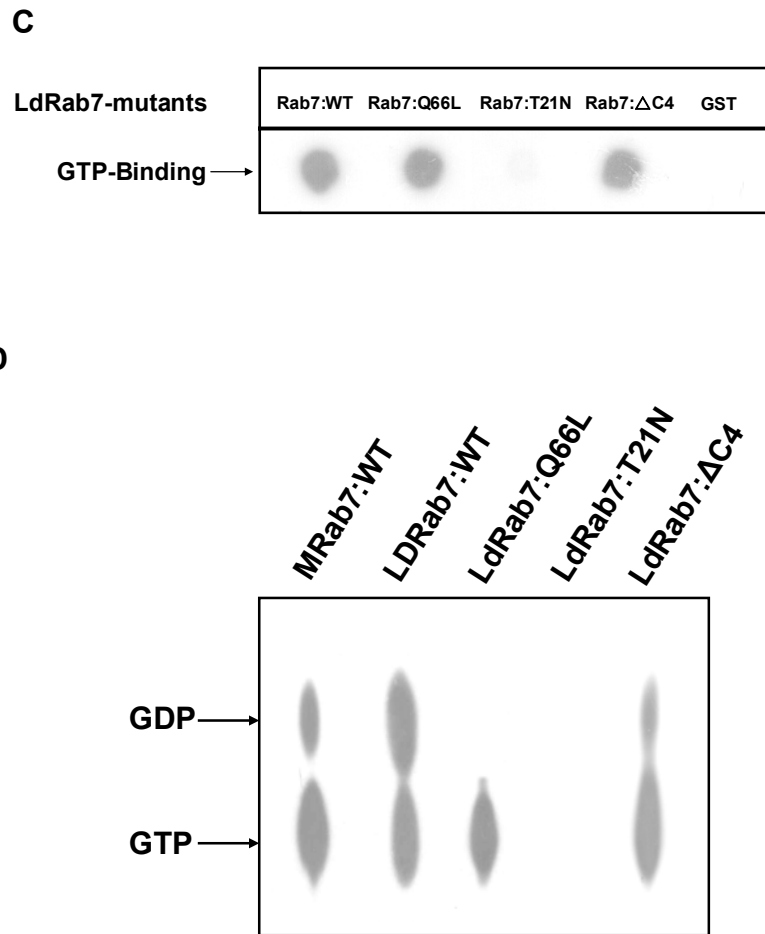 C
LdRab7-mutants
Rab7:WT Rab7:Q66L Rab7:T21N Rab7:△C4 GST
GTP-Binding
MRab7:WT
LDRab7:WT
LdRab7:Q66L
LdRab7:T21N
LdRab7:ΔC4
GDP
GTP